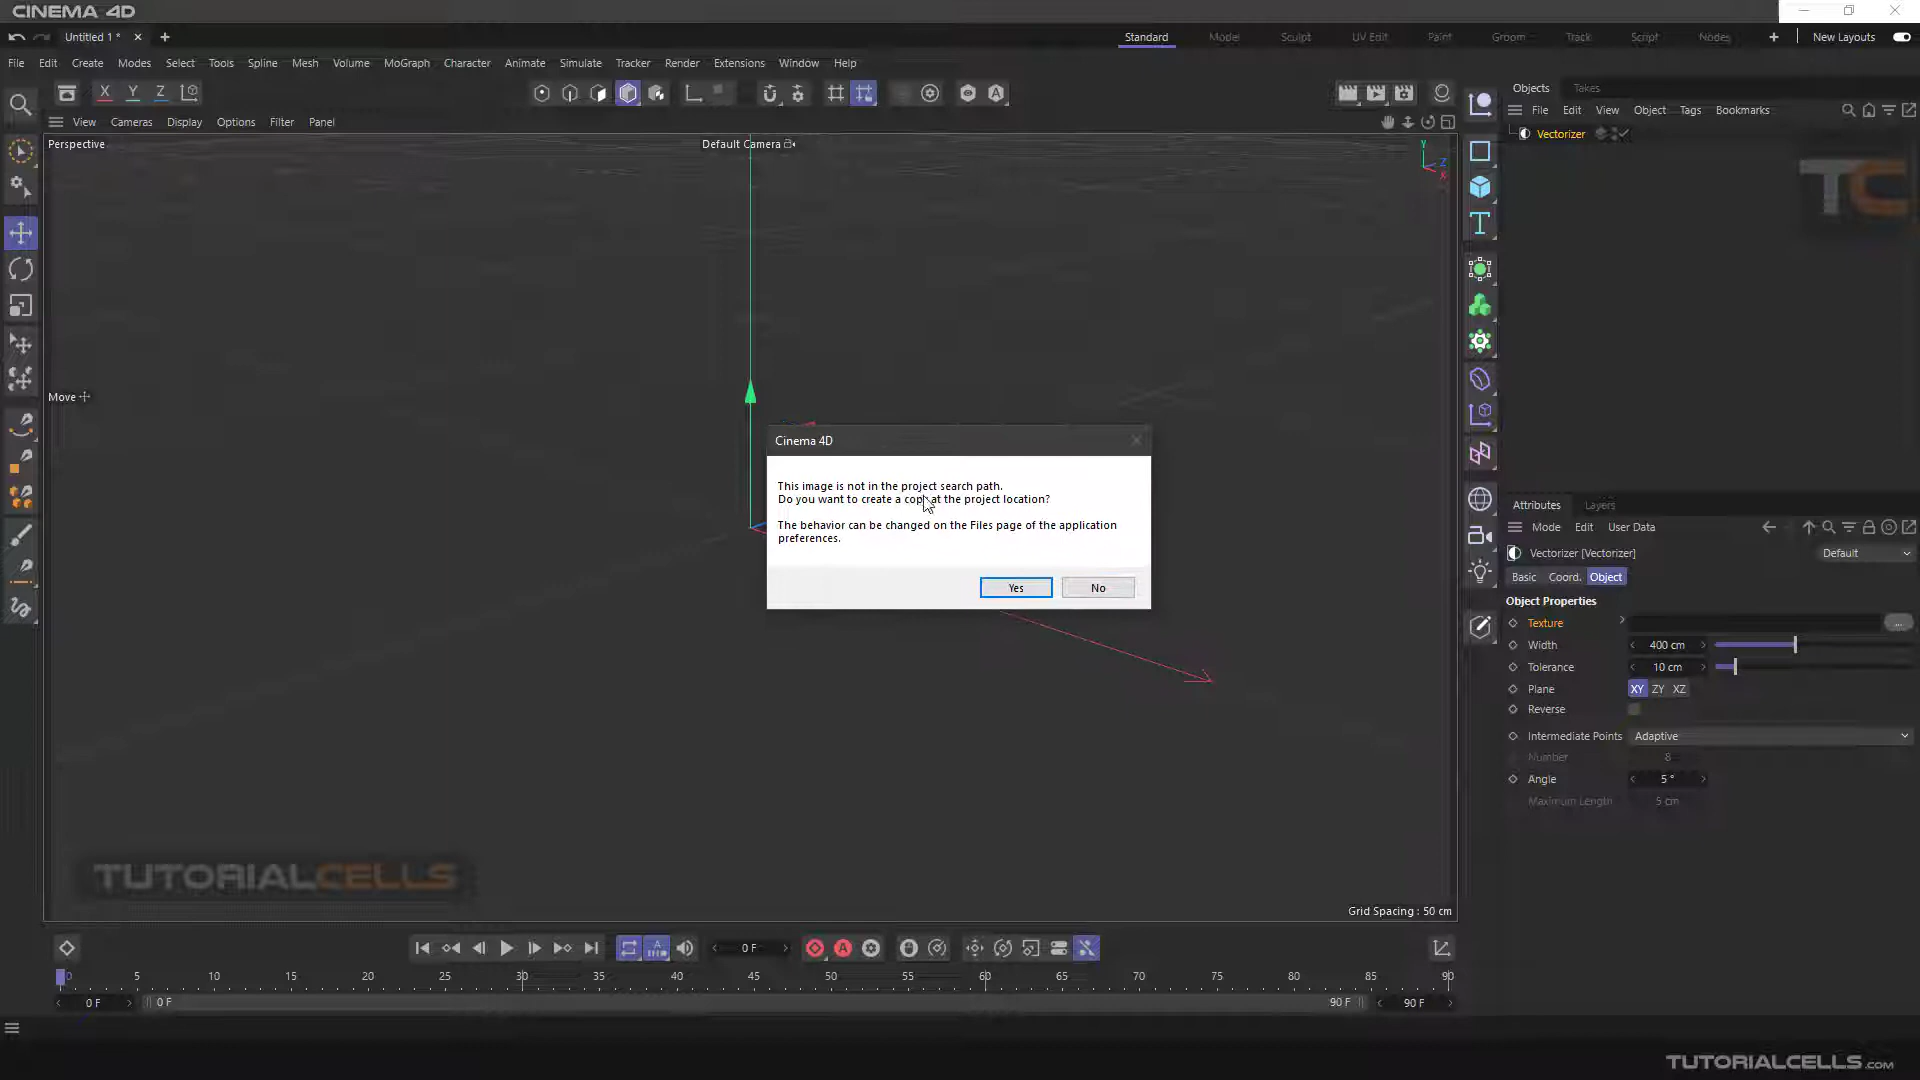 CINEMA 4D
Untitled 1 *
Standard
Model
Sculpt
UV Edit
Paint
Groom
Track
Script
Nodes
New Layouts
File Edit Create Modes Select Tools Spline Mesh Volume MoGraph Character Animate Simulate Tracker Render Extensions Window Help
X Y Z
Objects Takes
File Edit View Object Tags Bookmarks
View Cameras Display Options Filter Panel
Vectorizer
Perspective
Default Camera
Y
Z
X
TC
Move
Cinema 4D
This image is not in the project search path.
Do you want to create a copy at the project location?
The behavior can be changed on the Files page of the application
preferences.
Yes No
Attributes Layers
Mode Edit User Data
Vectorizer [Vectorizer]
Default
Basic Coord. Object
Object Properties
Texture ...
Width 400 cm
Tolerance 10 cm
Plane XY ZY XZ
Reverse
Intermediate Points Adaptive
Number 8
Angle 5 °
Maximum Length 5 cm
TUTORIALCELLS
Grid Spacing : 50 cm
0 F
0 5 10 15 20 25 30 35 40 45 50 55 60 65 70 75 80 85 90
0 F 0 F 90 F 90 F
TUTORIALCELLS.COM